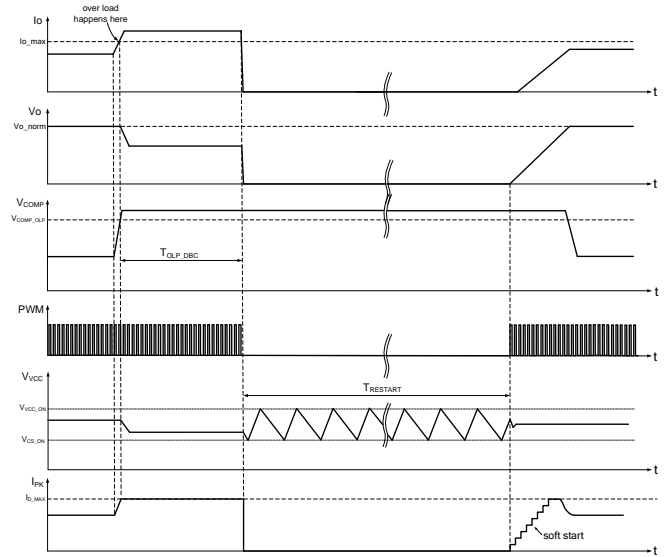 over load
happens here
Io
Io_max
t
Vo
Vo_norm
t
VCOMP
VCOMP_OLP
TOLP_DBC
t
PWM
t
VVCC
TRESTART
VVCC_ON
VCS_ON
t
IPK
ID_MAX
soft start
t